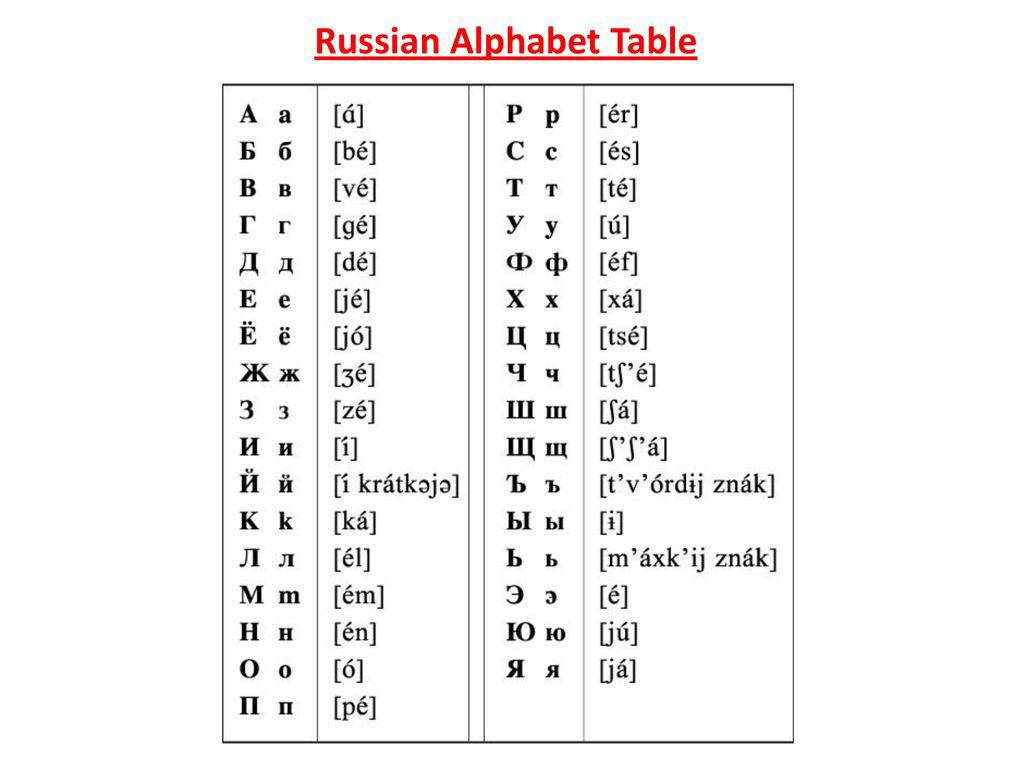 Russian Alphabet Table
А а [á]
Б б [bé]
В в [vé]
Г г [gé]
Д д [dé]
Е е [jé]
Ё ё [jó]
Ж ж [ʒé]
З з [zé]
И и [í]
Й й [í krátkəjə]
К k [ká]
Л л [él]
М m [ém]
Н н [én]
О о [ó]
П п [pé]
Р р [ér]
С с [és]
Т т [té]
У у [ú]
Ф ф [éf]
Х х [xá]
Ц ц [tsé]
Ч ч [tʃ’é]
Ш ш [ʃá]
Щ щ [ʃ’ʃ’á]
Ъ ъ [t’v’órdɨj znák]
Ы ы [ɨ]
Ь ь [m’áxk’ij znák]
Э э [é]
Ю ю [jú]
Я я [já]